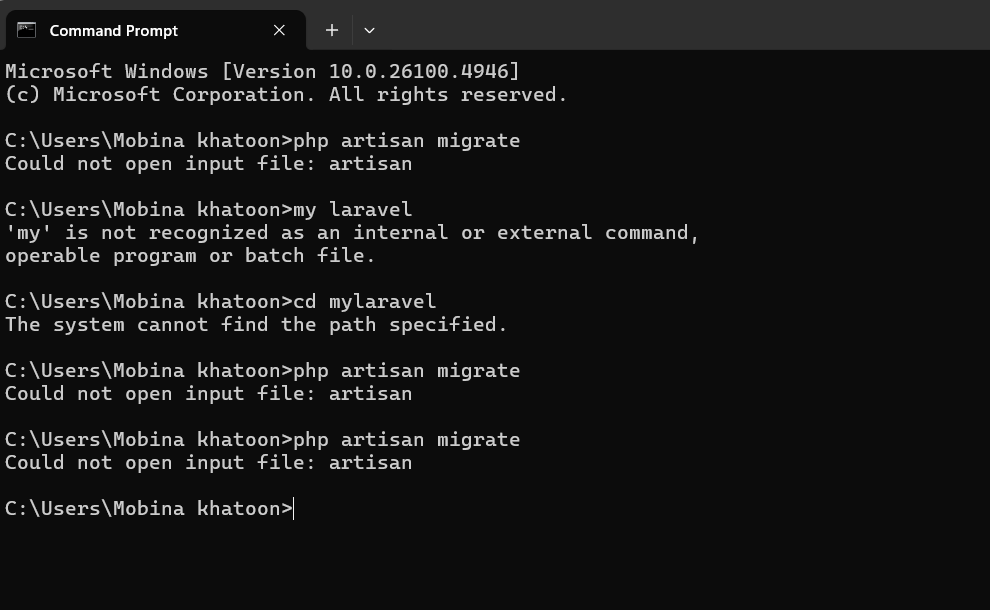 Command Prompt
Microsoft Windows [Version 10.0.26100.4946]
(c) Microsoft Corporation. All rights reserved.
C:\Users\Mobina khatoon>php artisan migrate
Could not open input file: artisan
C:\Users\Mobina khatoon>my laravel
'my' is not recognized as an internal or external command,
operable program or batch file.
C:\Users\Mobina khatoon>cd mylaravel
The system cannot find the path specified.
C:\Users\Mobina khatoon>php artisan migrate
Could not open input file: artisan
C:\Users\Mobina khatoon>php artisan migrate
Could not open input file: artisan
C:\Users\Mobina khatoon>